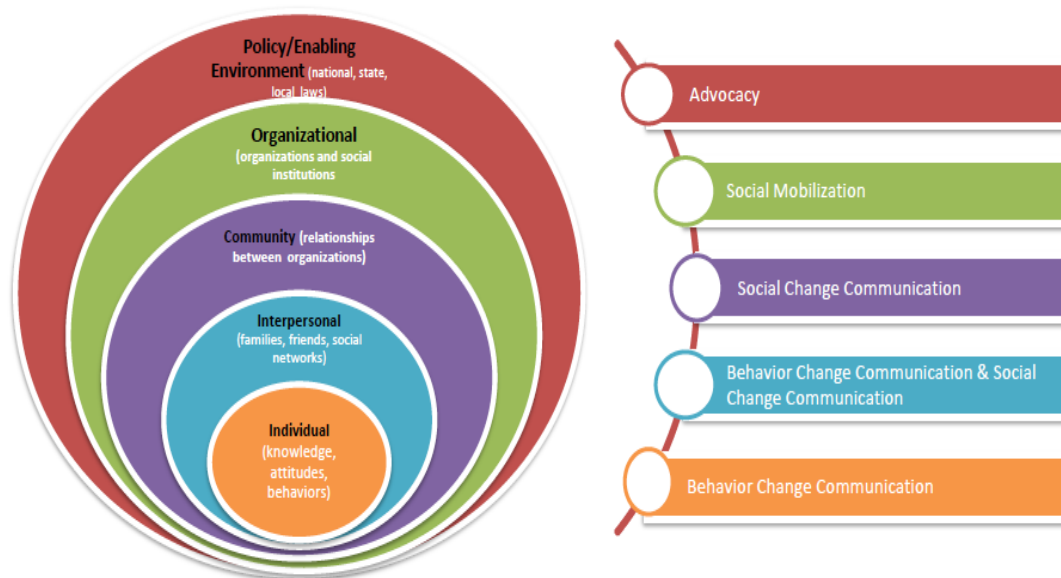 Policy/Enabling
Environment (national, state,
local laws)
Organizational
(organizations and social
institutions
Community (relationships
between organizations)
Interpersonal
(families, friends, social
networks)
Individual
(knowledge,
attitudes,
behaviors)
Advocacy
Social Mobilization
Social Change Communication
Behavior Change Communication & Social
Change Communication
Behavior Change Communication